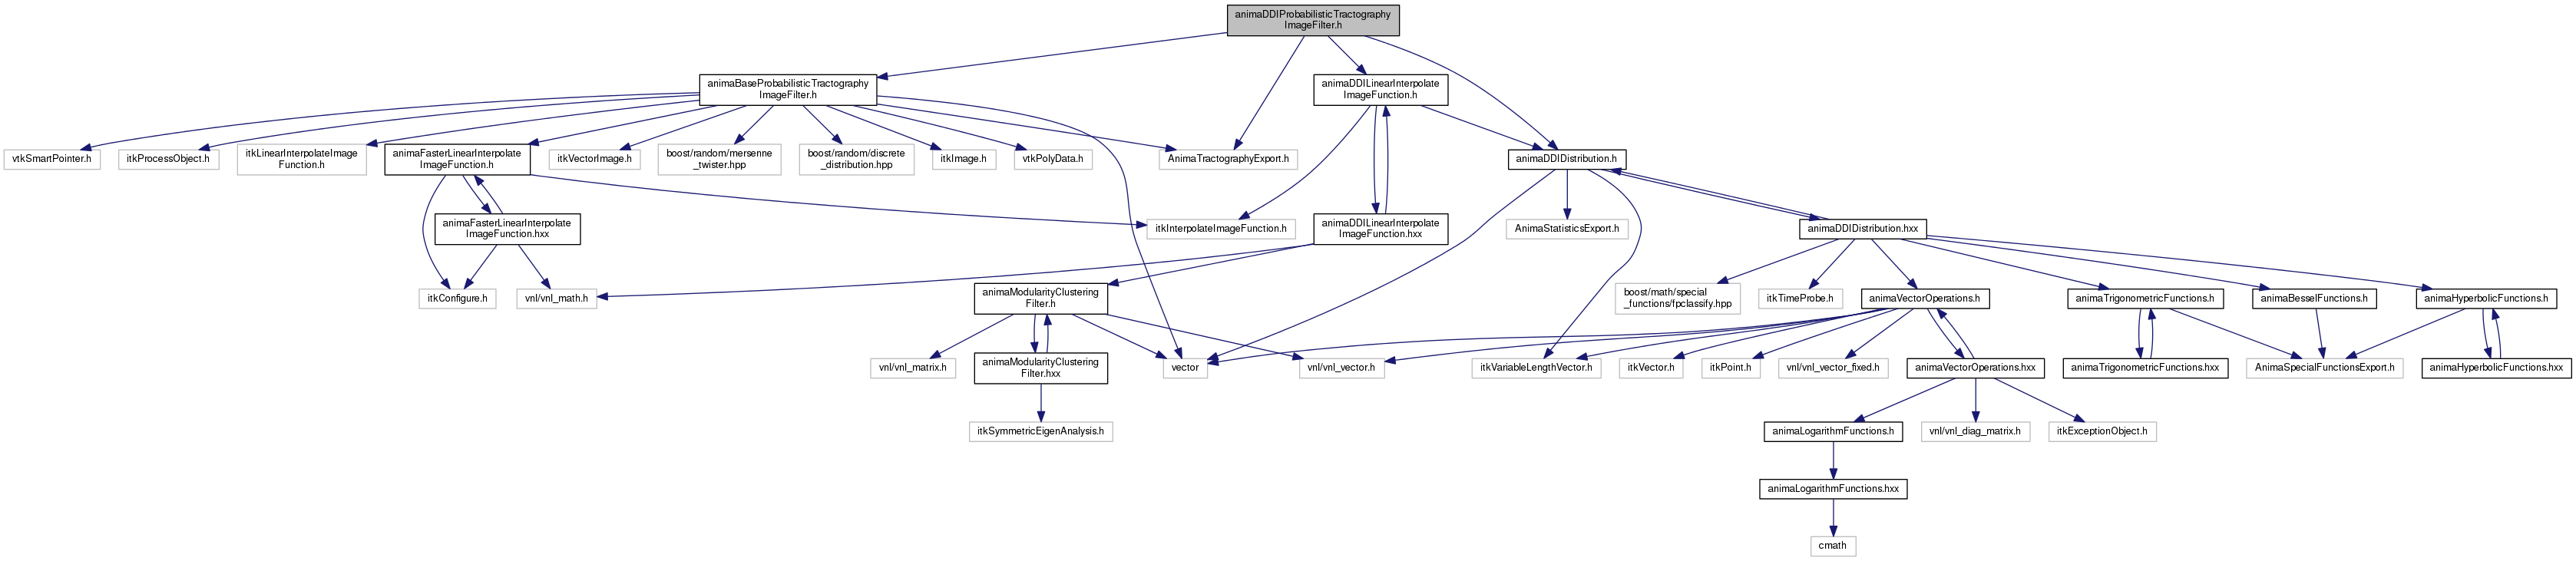 animaDDIProbabilisticTractography
ImageFilter.h
animaBaseProbabilisticTractography
ImageFilter.h
animaDDILinearInterpolate
ImageFunction.h
vtkSmartPointer.h
itkProcessObject.h
itkLinearInterpolateImage
Function.h
animaFasterLinearInterpolate
ImageFunction.h
itkVectorImage.h
boost/random/mersenne
_twister.hpp
boost/random/discrete
_distribution.hpp
itkImage.h
vtkPolyData.h
AnimaTractographyExport.h
animaDDIDistribution.h
animaFasterLinearInterpolate
ImageFunction.hxx
itkInterpolateImageFunction.h
animaDDILinearInterpolate
ImageFunction.hxx
AnimaStatisticsExport.h
animaDDIDistribution.hxx
itkConfigure.h
vnl/vnl_math.h
animaModularityClustering
Filter.h
boost/math/special
_functions/fpclassify.hpp
itkTimeProbe.h
animaVectorOperations.h
animaTrigonometricFunctions.h
animaBesselFunctions.h
animaHyperbolicFunctions.h
vnl/vnl_matrix.h
animaModularityClustering
Filter.hxx
vector
vnl/vnl_vector.h
itkVariableLengthVector.h
itkVector.h
itkPoint.h
vnl/vnl_vector_fixed.h
animaVectorOperations.hxx
animaTrigonometricFunctions.hxx
AnimaSpecialFunctionsExport.h
animaHyperbolicFunctions.hxx
itkSymmetricEigenAnalysis.h
animaLogarithmFunctions.h
vnl/vnl_diag_matrix.h
itkExceptionObject.h
animaLogarithmFunctions.hxx
cmath